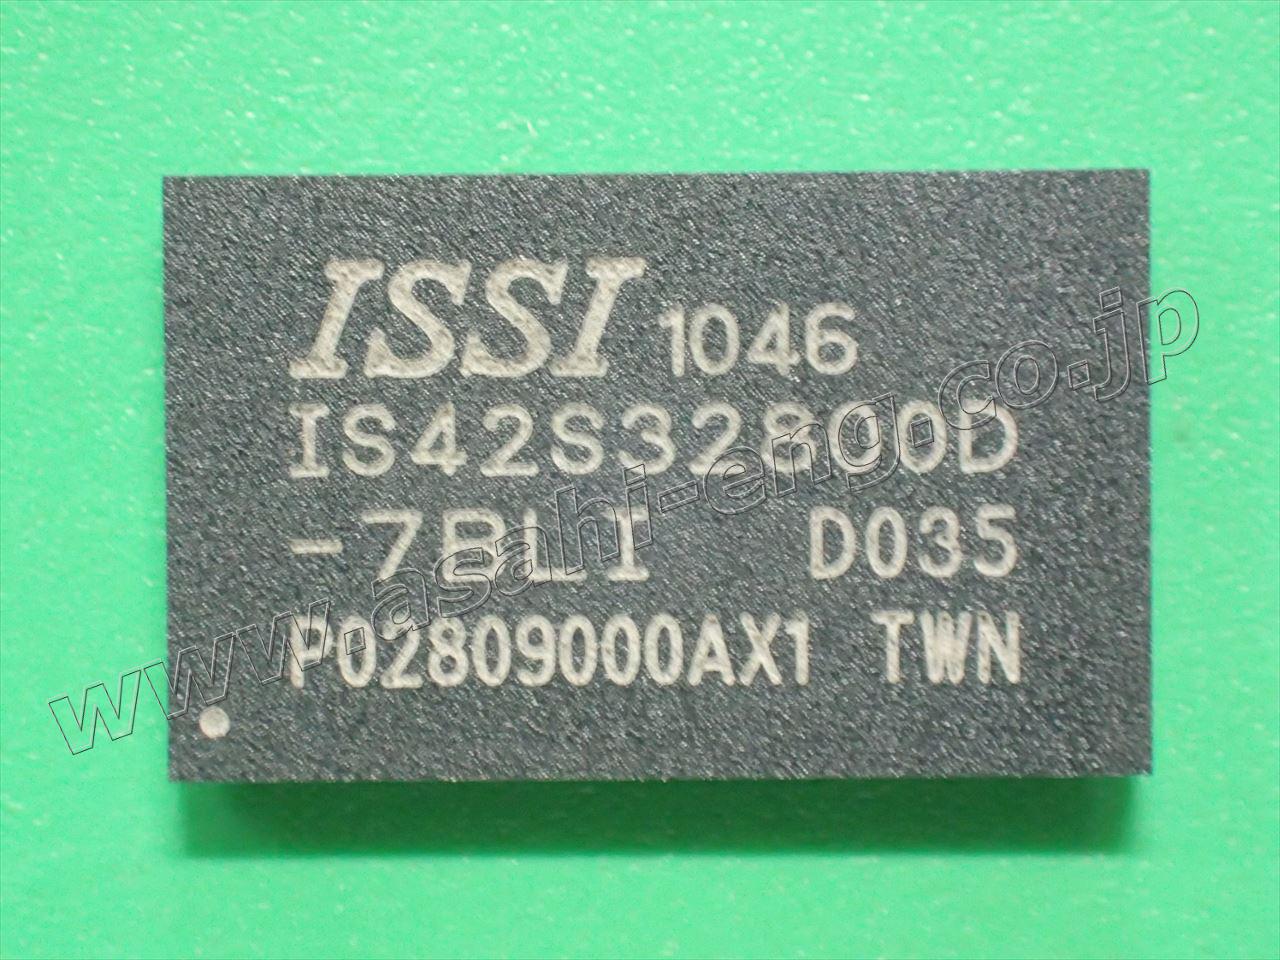 ISSI 1046
IS42S32800D
-7BLI D035
P02809000AX1 TWN
www.asahi-eng.co.jp